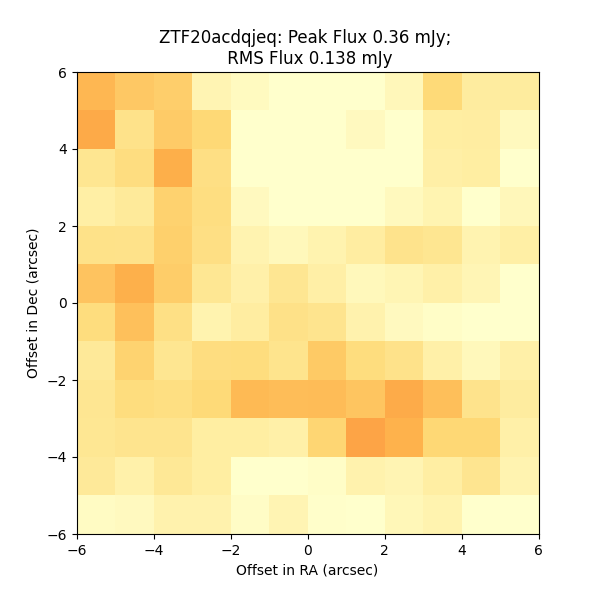 ZTF20acdqjeq: Peak Flux 0.36 mJy;
RMS Flux 0.138 mJy
6
4
2
0
−2
−4
−6
Offset in Dec (arcsec)
−6 −4 −2 0 2 4 6
Offset in RA (arcsec)